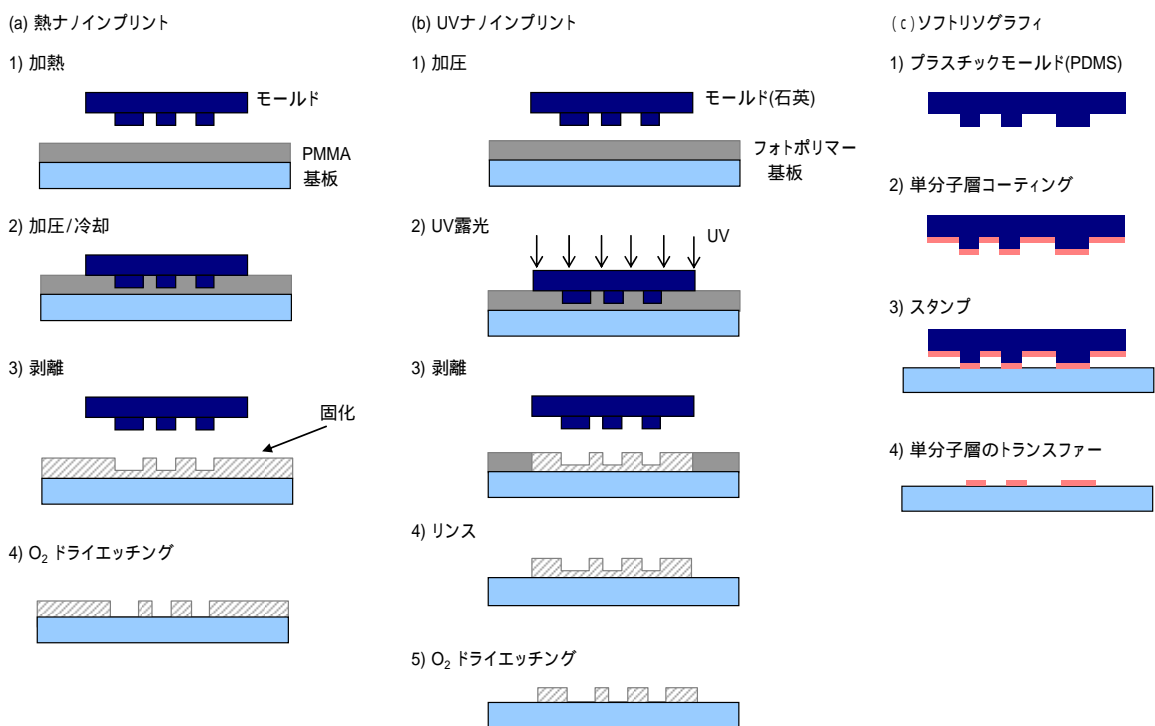 (a) 熱ナノインプリント
1) 加熱
モールド
PMMA
基板
2) 加圧/冷却
3) 剥離
固化
4) O₂ ドライエッチング
(b) UVナノインプリント
1) 加圧
モールド(石英)
フォトポリマー
基板
2) UV露光
UV
3) 剥離
4) リンス
5) O₂ ドライエッチング
(c)ソフトリソグラフィ
1) プラスチックモールド(PDMS)
2) 単分子層コーティング
3) スタンプ
4) 単分子層のトランスファー